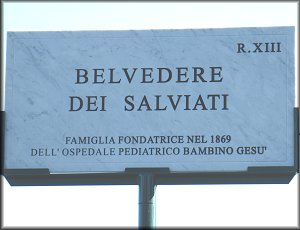 R.XIII
BELVEDERE
DEI SALVIATI
FAMIGLIA FONDATRICE NEL 1869
DELL'OSPEDALE PEDIATRICO BAMBINO GESU'